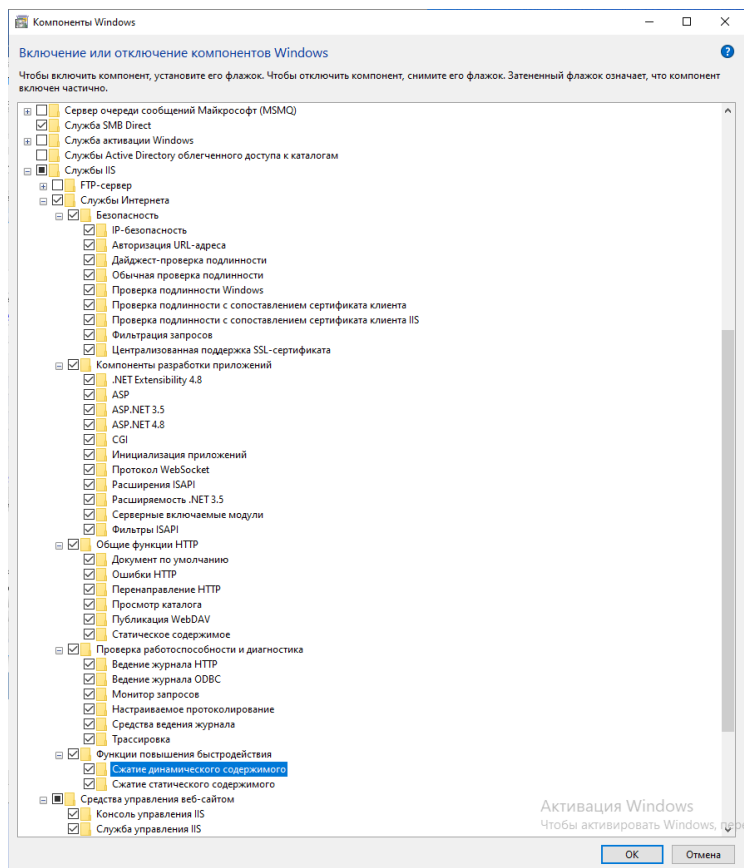 Компоненты Windows
Включение или отключение компонентов Windows
Чтобы включить компонент, установите его флажок. Чтобы отключить компонент, снимите его флажок. Затененный флажок означает, что компонент
включен частично.
Сервер очереди сообщений Майкрософт (MSMQ)
Служба SMB Direct
Служба активации Windows
Службы Active Directory облегченного доступа к каталогам
Службы IIS
FTP-сервер
Службы Интернета
Безопасность
IP-безопасность
Авторизация URL-адреса
Дайджест-проверка подлинности
Обычная проверка подлинности
Проверка подлинности Windows
Проверка подлинности с сопоставлением сертификата клиента
Проверка подлинности с сопоставлением сертификата клиента IIS
Фильтрация запросов
Централизованная поддержка SSL-сертификата
Компоненты разработки приложений
.NET Extensibility 4.8
ASP
ASP.NET 3.5
ASP.NET 4.8
CGI
Инициализация приложений
Протокол WebSocket
Расширения ISAPI
Расширяемость .NET 3.5
Серверные включаемые модули
Фильтры ISAPI
Общие функции HTTP
Документ по умолчанию
Ошибки HTTP
Перенаправление HTTP
Просмотр каталога
Публикация WebDAV
Статическое содержимое
Проверка работоспособности и диагностика
Ведение журнала HTTP
Ведение журнала ODBC
Монитор запросов
Настраиваемое протоколирование
Средства ведения журнала
Трассировка
Функции повышения быстродействия
Сжатие динамического содержимого
Сжатие статического содержимого
Средства управления веб-сайтом
Консоль управления IIS
Служба управления IIS
Активация Windows
Чтобы активировать Windows, пере
ОК Отмена